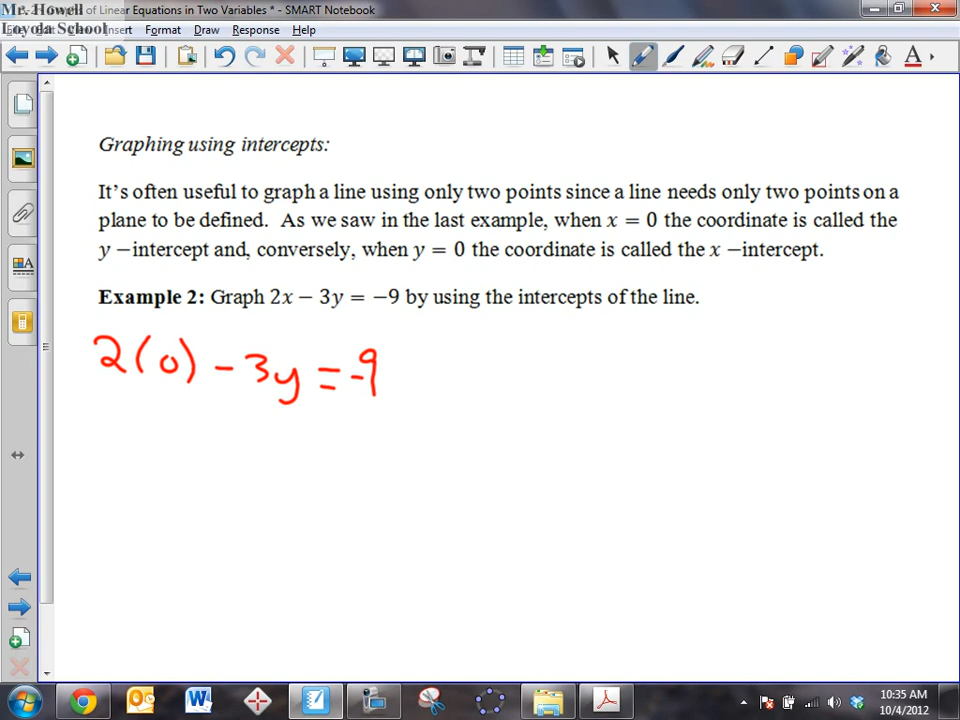 Mr. Howell
of Linear Equations in Two Variables * - SMART Notebook
Loyola School
Insert Format Draw Response Help
Graphing using intercepts:
It's often useful to graph a line using only two points since a line needs only two points on a
plane to be defined. As we saw in the last example, when x = 0 the coordinate is called the
y −intercept and, conversely, when y = 0 the coordinate is called the x −intercept.
Example 2: Graph 2x − 3y = −9 by using the intercepts of the line.
2(0) - 3y = -9
10:35 AM
10/4/2012